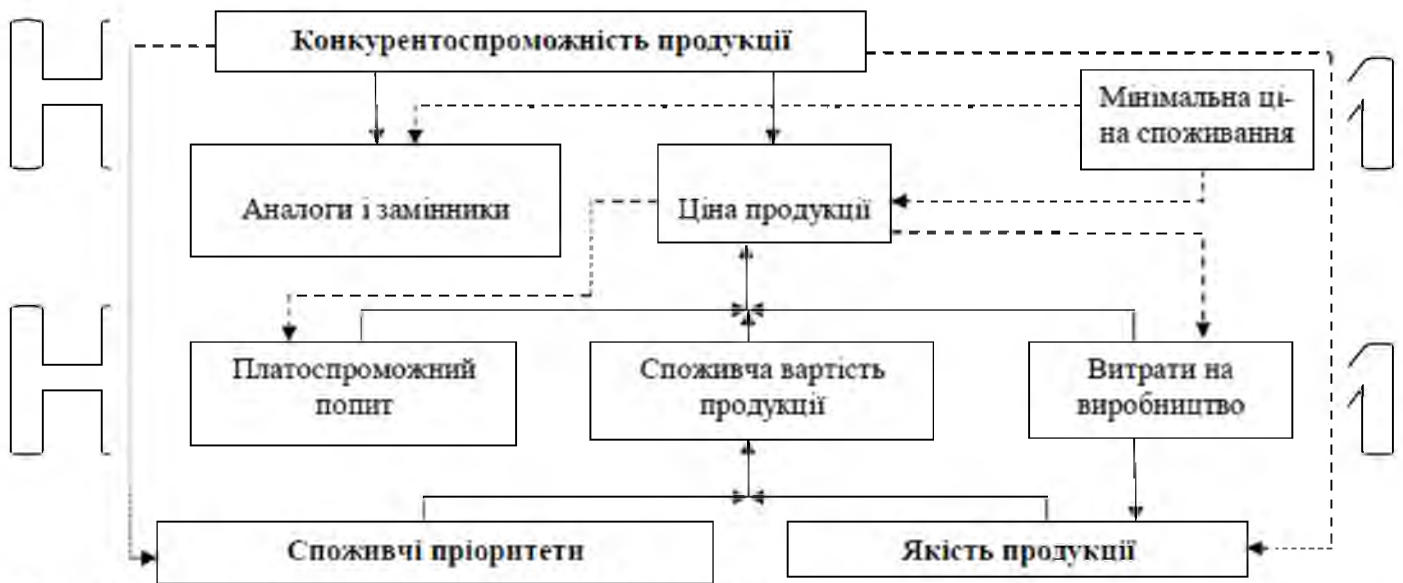 Конкурентоспроможність продукції
Мінімальна ці-
на споживання
Аналоги і замінники
Ціна продукції
Платоспроможний
попит
Споживча вартість
продукції
Витрати на
виробництво
Споживчі пріоритети
Якість продукції